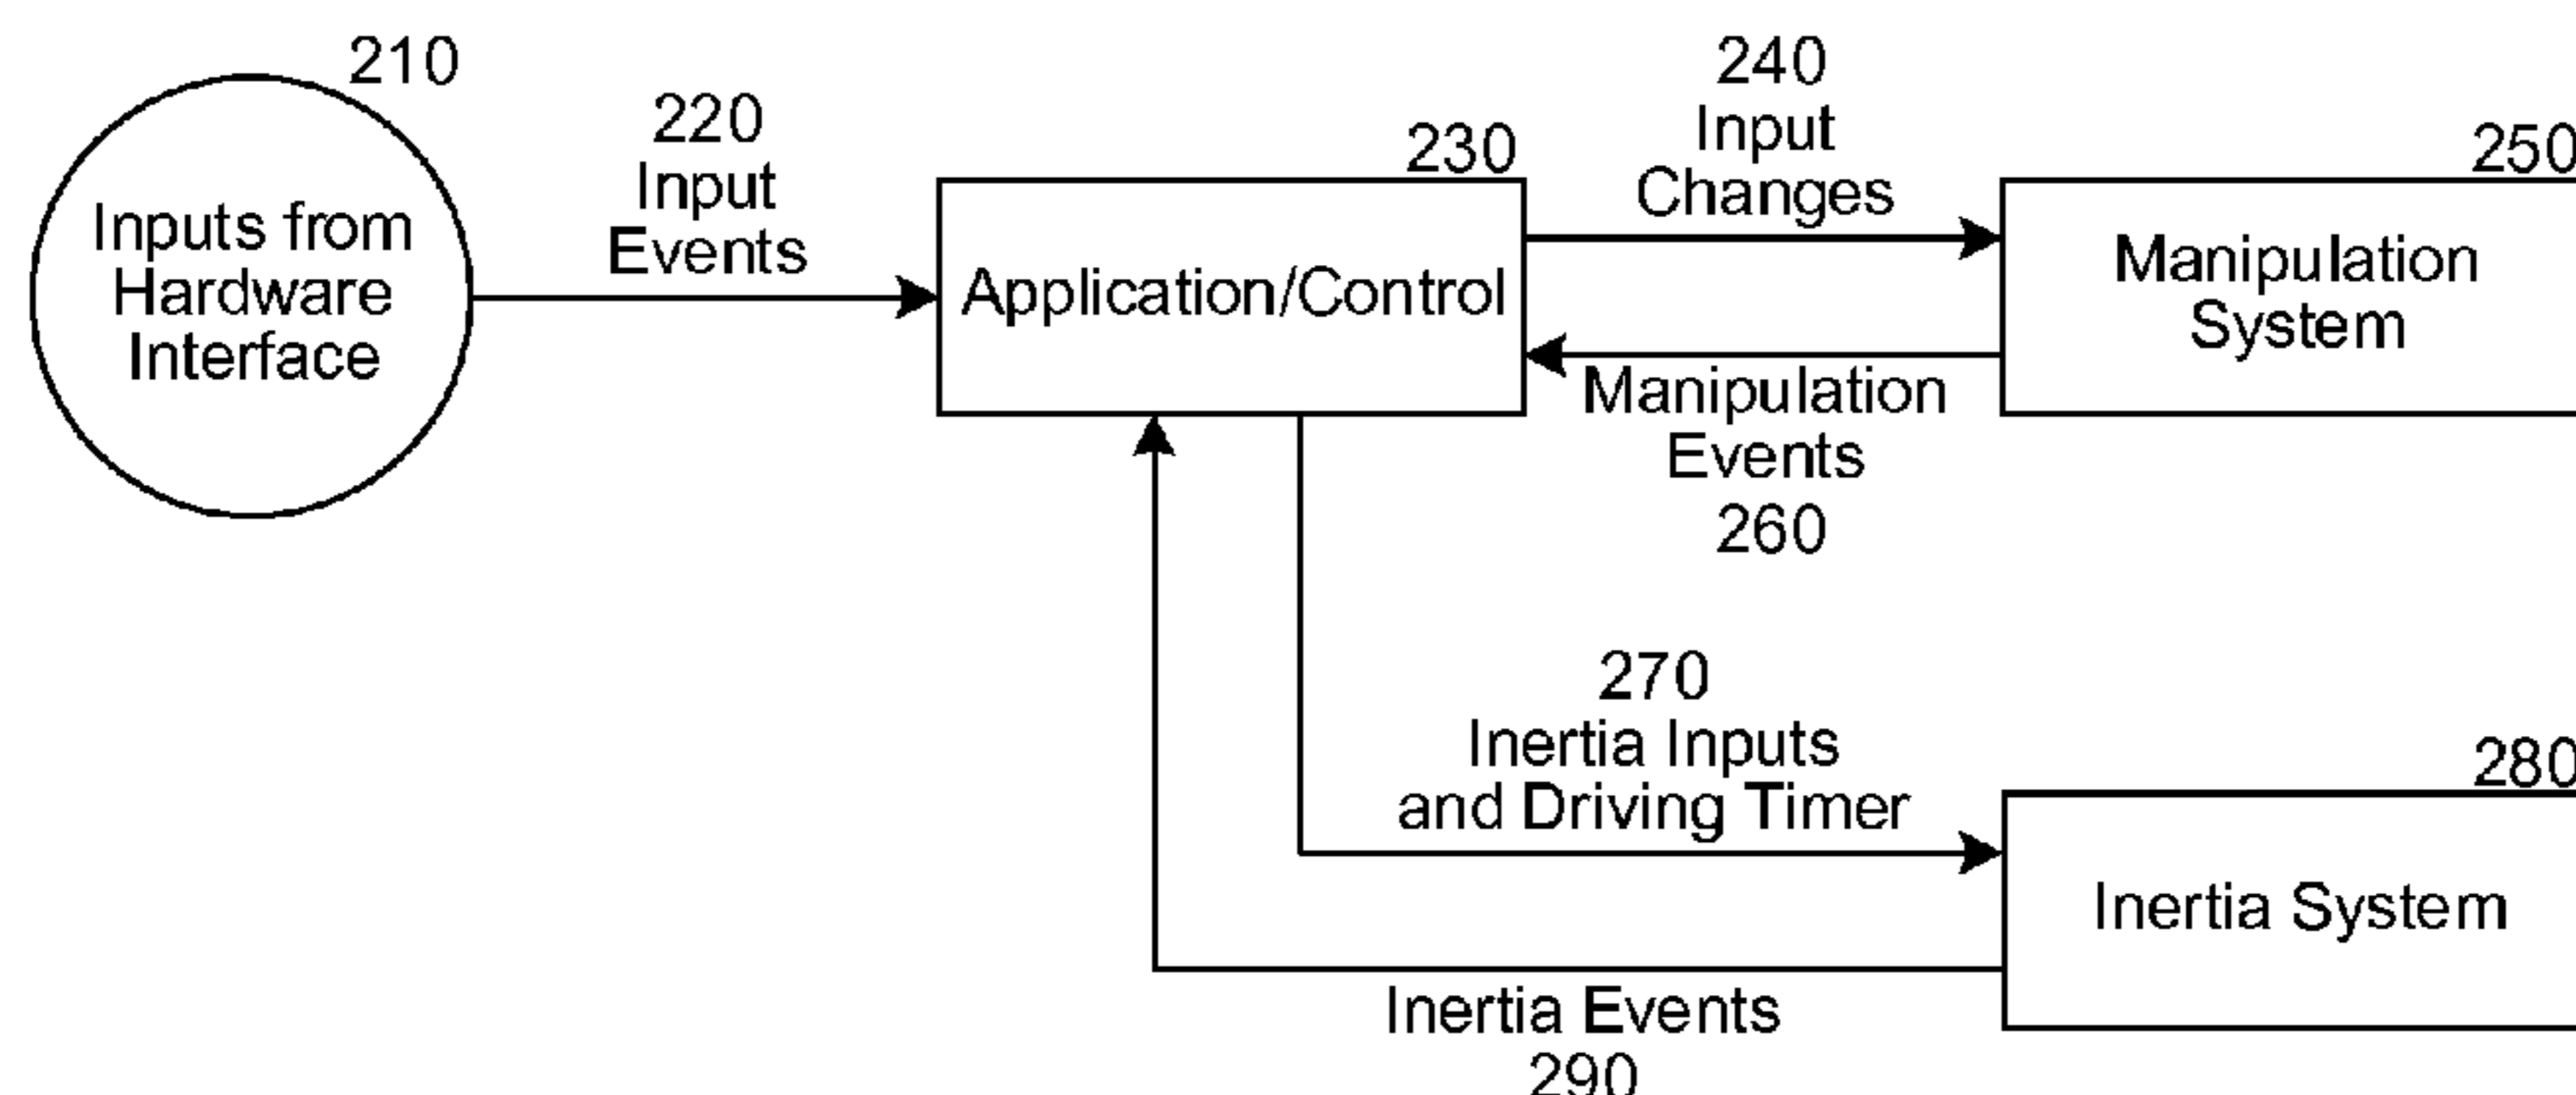 210
Inputs from
Hardware
Interface
220
Input
Events
230
Application/Control
240
Input
Changes
250
Manipulation
System
Manipulation
Events
260
270
Inertia Inputs
and Driving Timer
280
Inertia System
Inertia Events
290